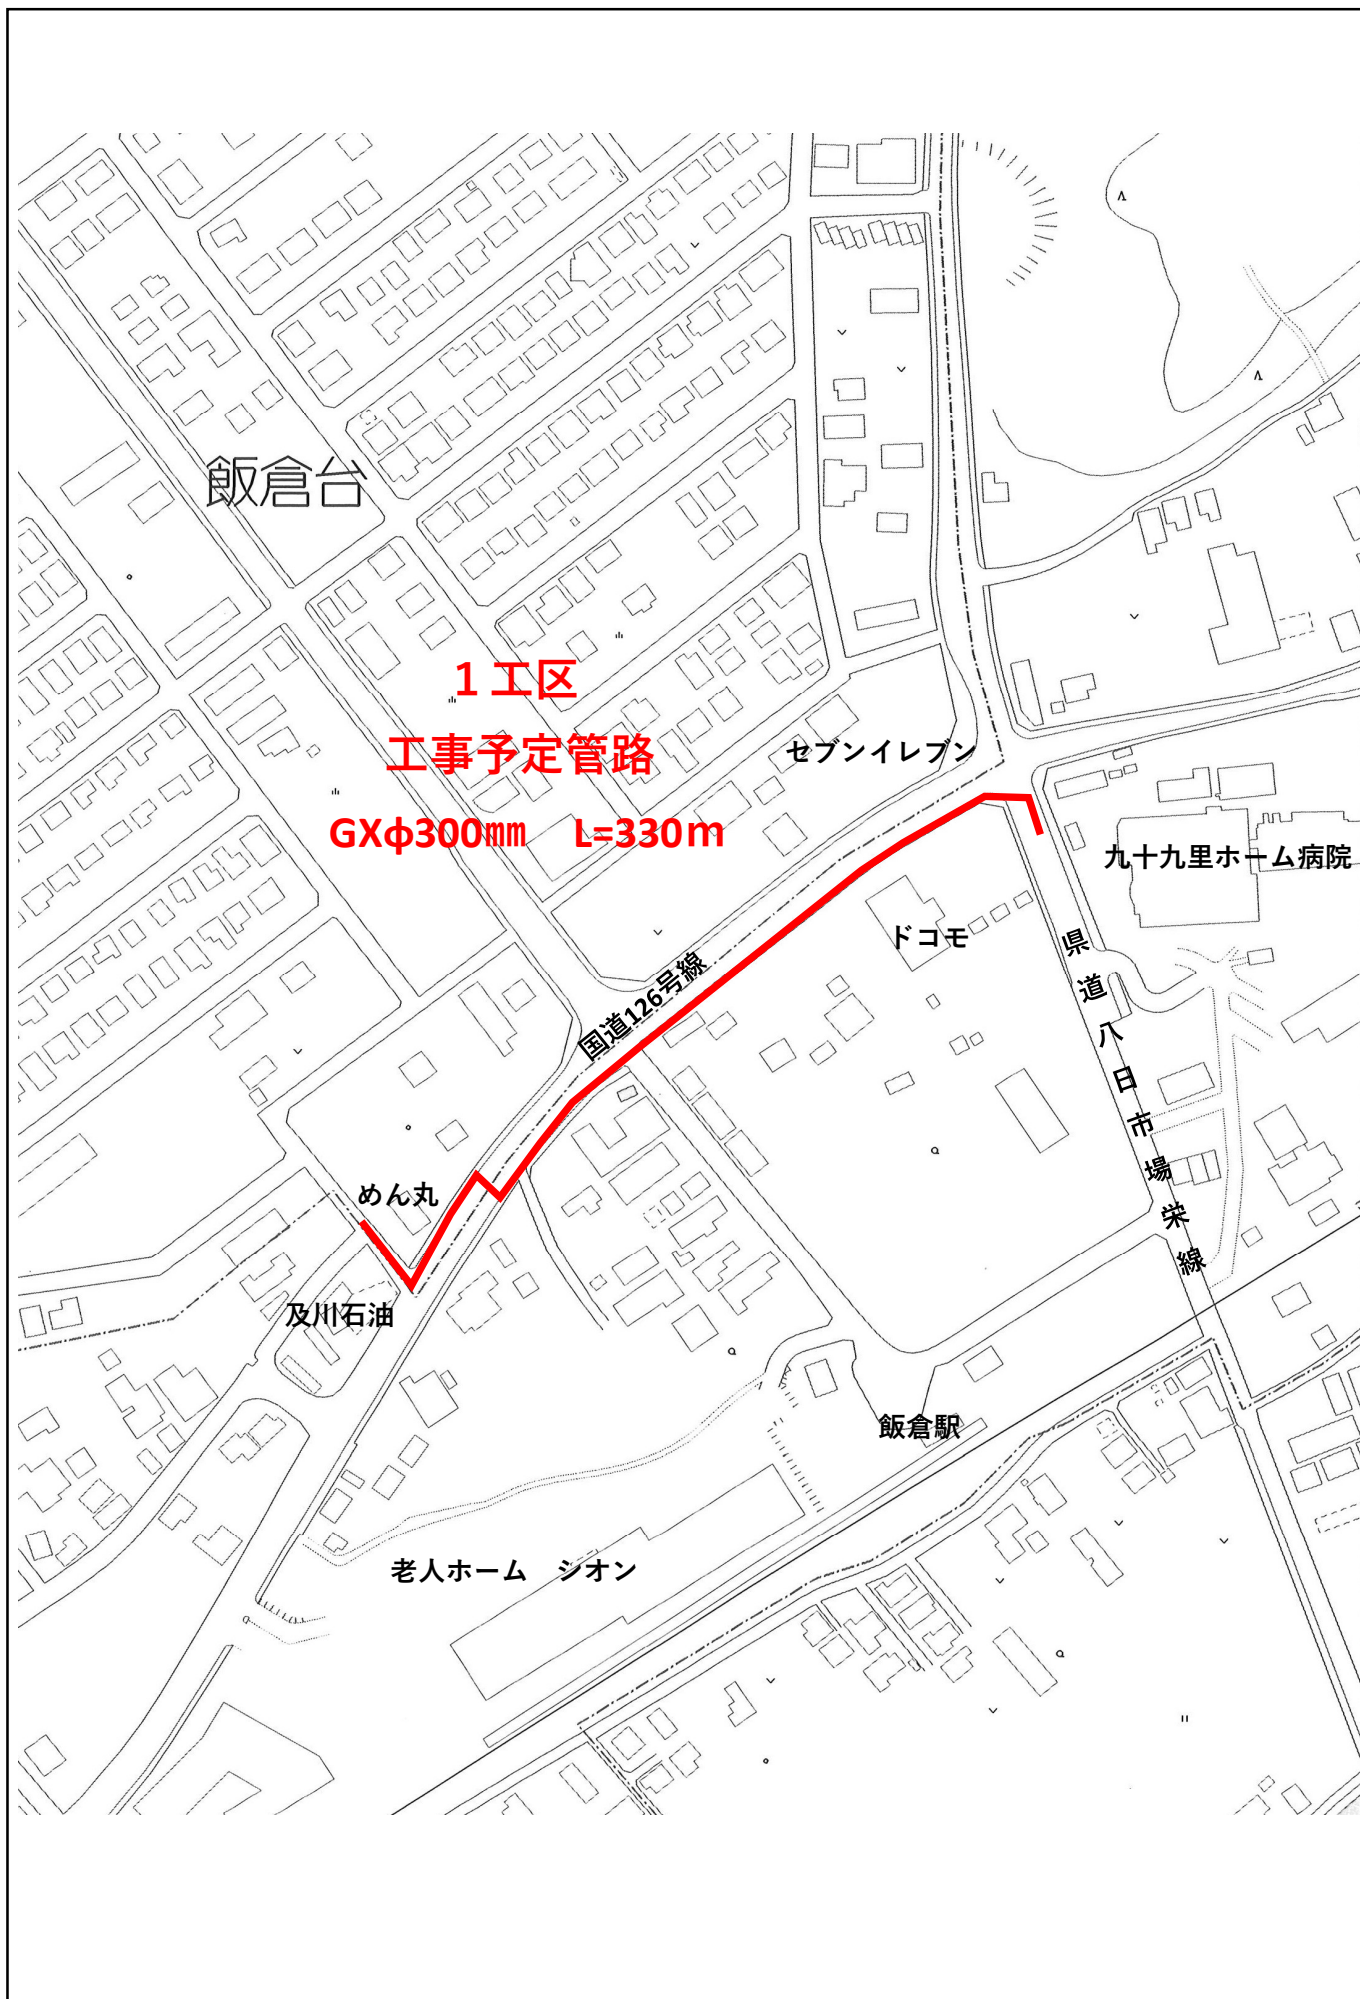 飯倉台
1 工区
工事予定管路
GXφ300㎜　L=330ｍ
セブンイレブン
九十九里ホーム病院
ドコモ
国道126号線
県道八日市場栄線
めん丸
及川石油
飯倉駅
老人ホーム　シオン